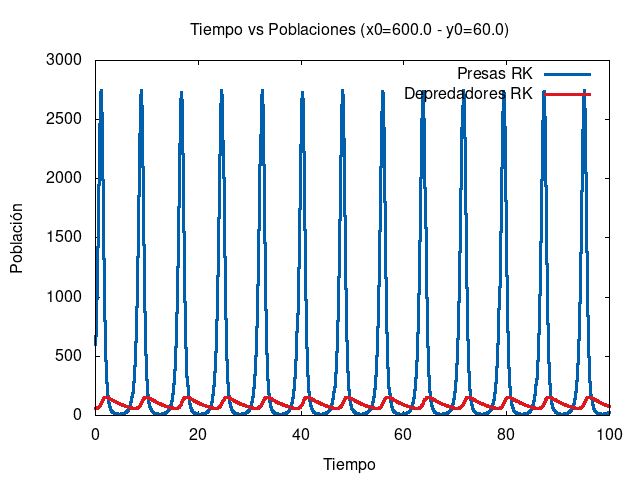 Tiempo vs Poblaciones (x0=600.0 - y0=60.0)
3000
2500
2000
1500
1000
500
0
Población
Presas RK
Depredadores RK
0 20 40 60 80 100
Tiempo